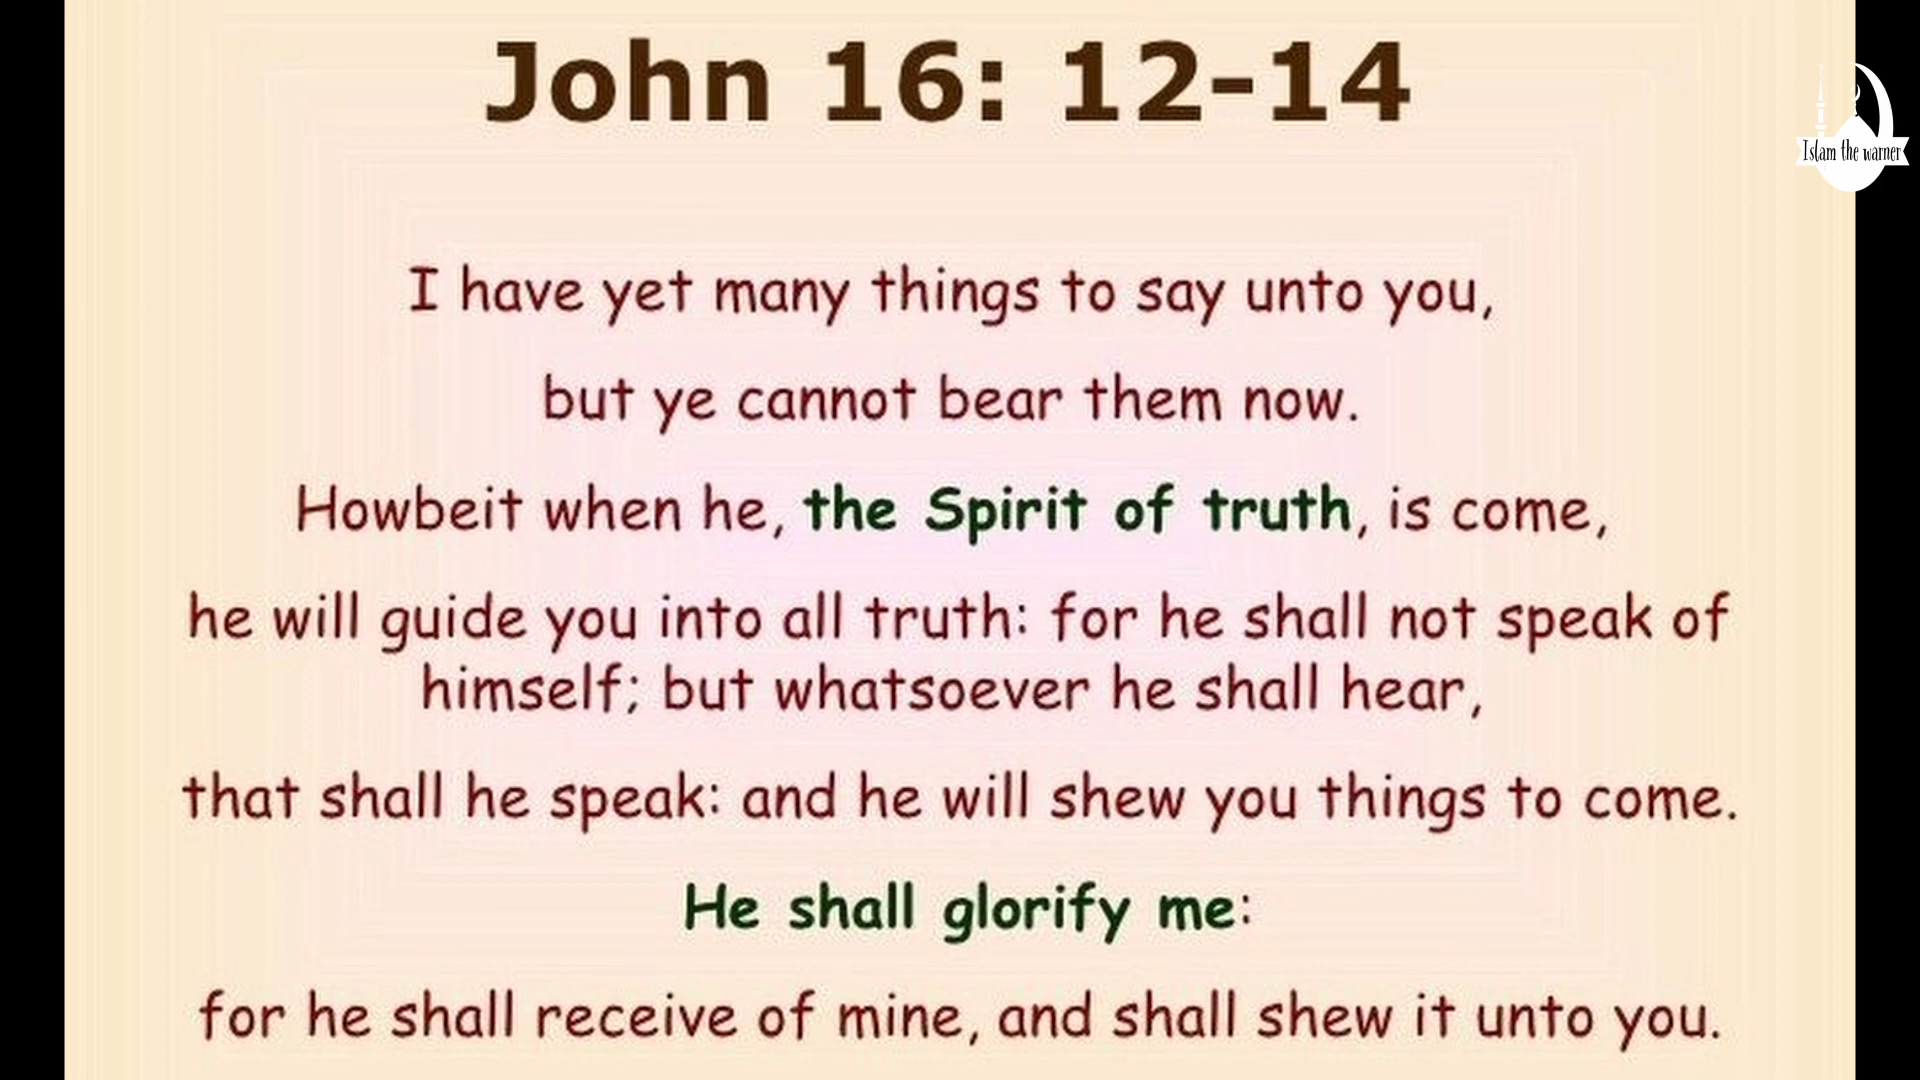 John 16: 12-14
Islam the warner
I have yet many things to say unto you,
but ye cannot bear them now.
Howbeit when he, the Spirit of truth, is come,
he will guide you into all truth: for he shall not speak of
himself; but whatsoever he shall hear,
that shall he speak: and he will shew you things to come.
He shall glorify me:
for he shall receive of mine, and shall shew it unto you.